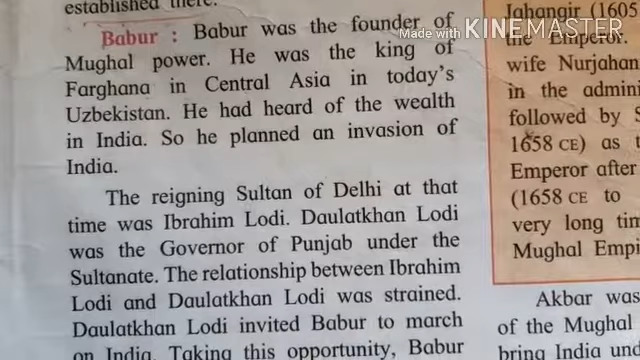 established there.
Babur : Babur was the founder of
Mughal power. He was the king of
Farghana in Central Asia in today's
Uzbekistan. He had heard of the wealth
in India. So he planned an invasion of
India.
The reigning Sultan of Delhi at that
time was Ibrahim Lodi. Daulatkhan Lodi
was the Governor of Punjab under the
Sultanate. The relationship between Ibrahim
Lodi and Daulatkhan Lodi was strained.
Daulatkhan Lodi invited Babur to march
on India. Taking this opportunity, Babur
Made with KINEMASTER
Jahangir (1605
the Emperor.
wife Nurjahan
in the admini
followed by S
1658 CE) as t
Emperor after
(1658 CE to
very long tim
Mughal Empi
Akbar was
of the Mughal
bring India und